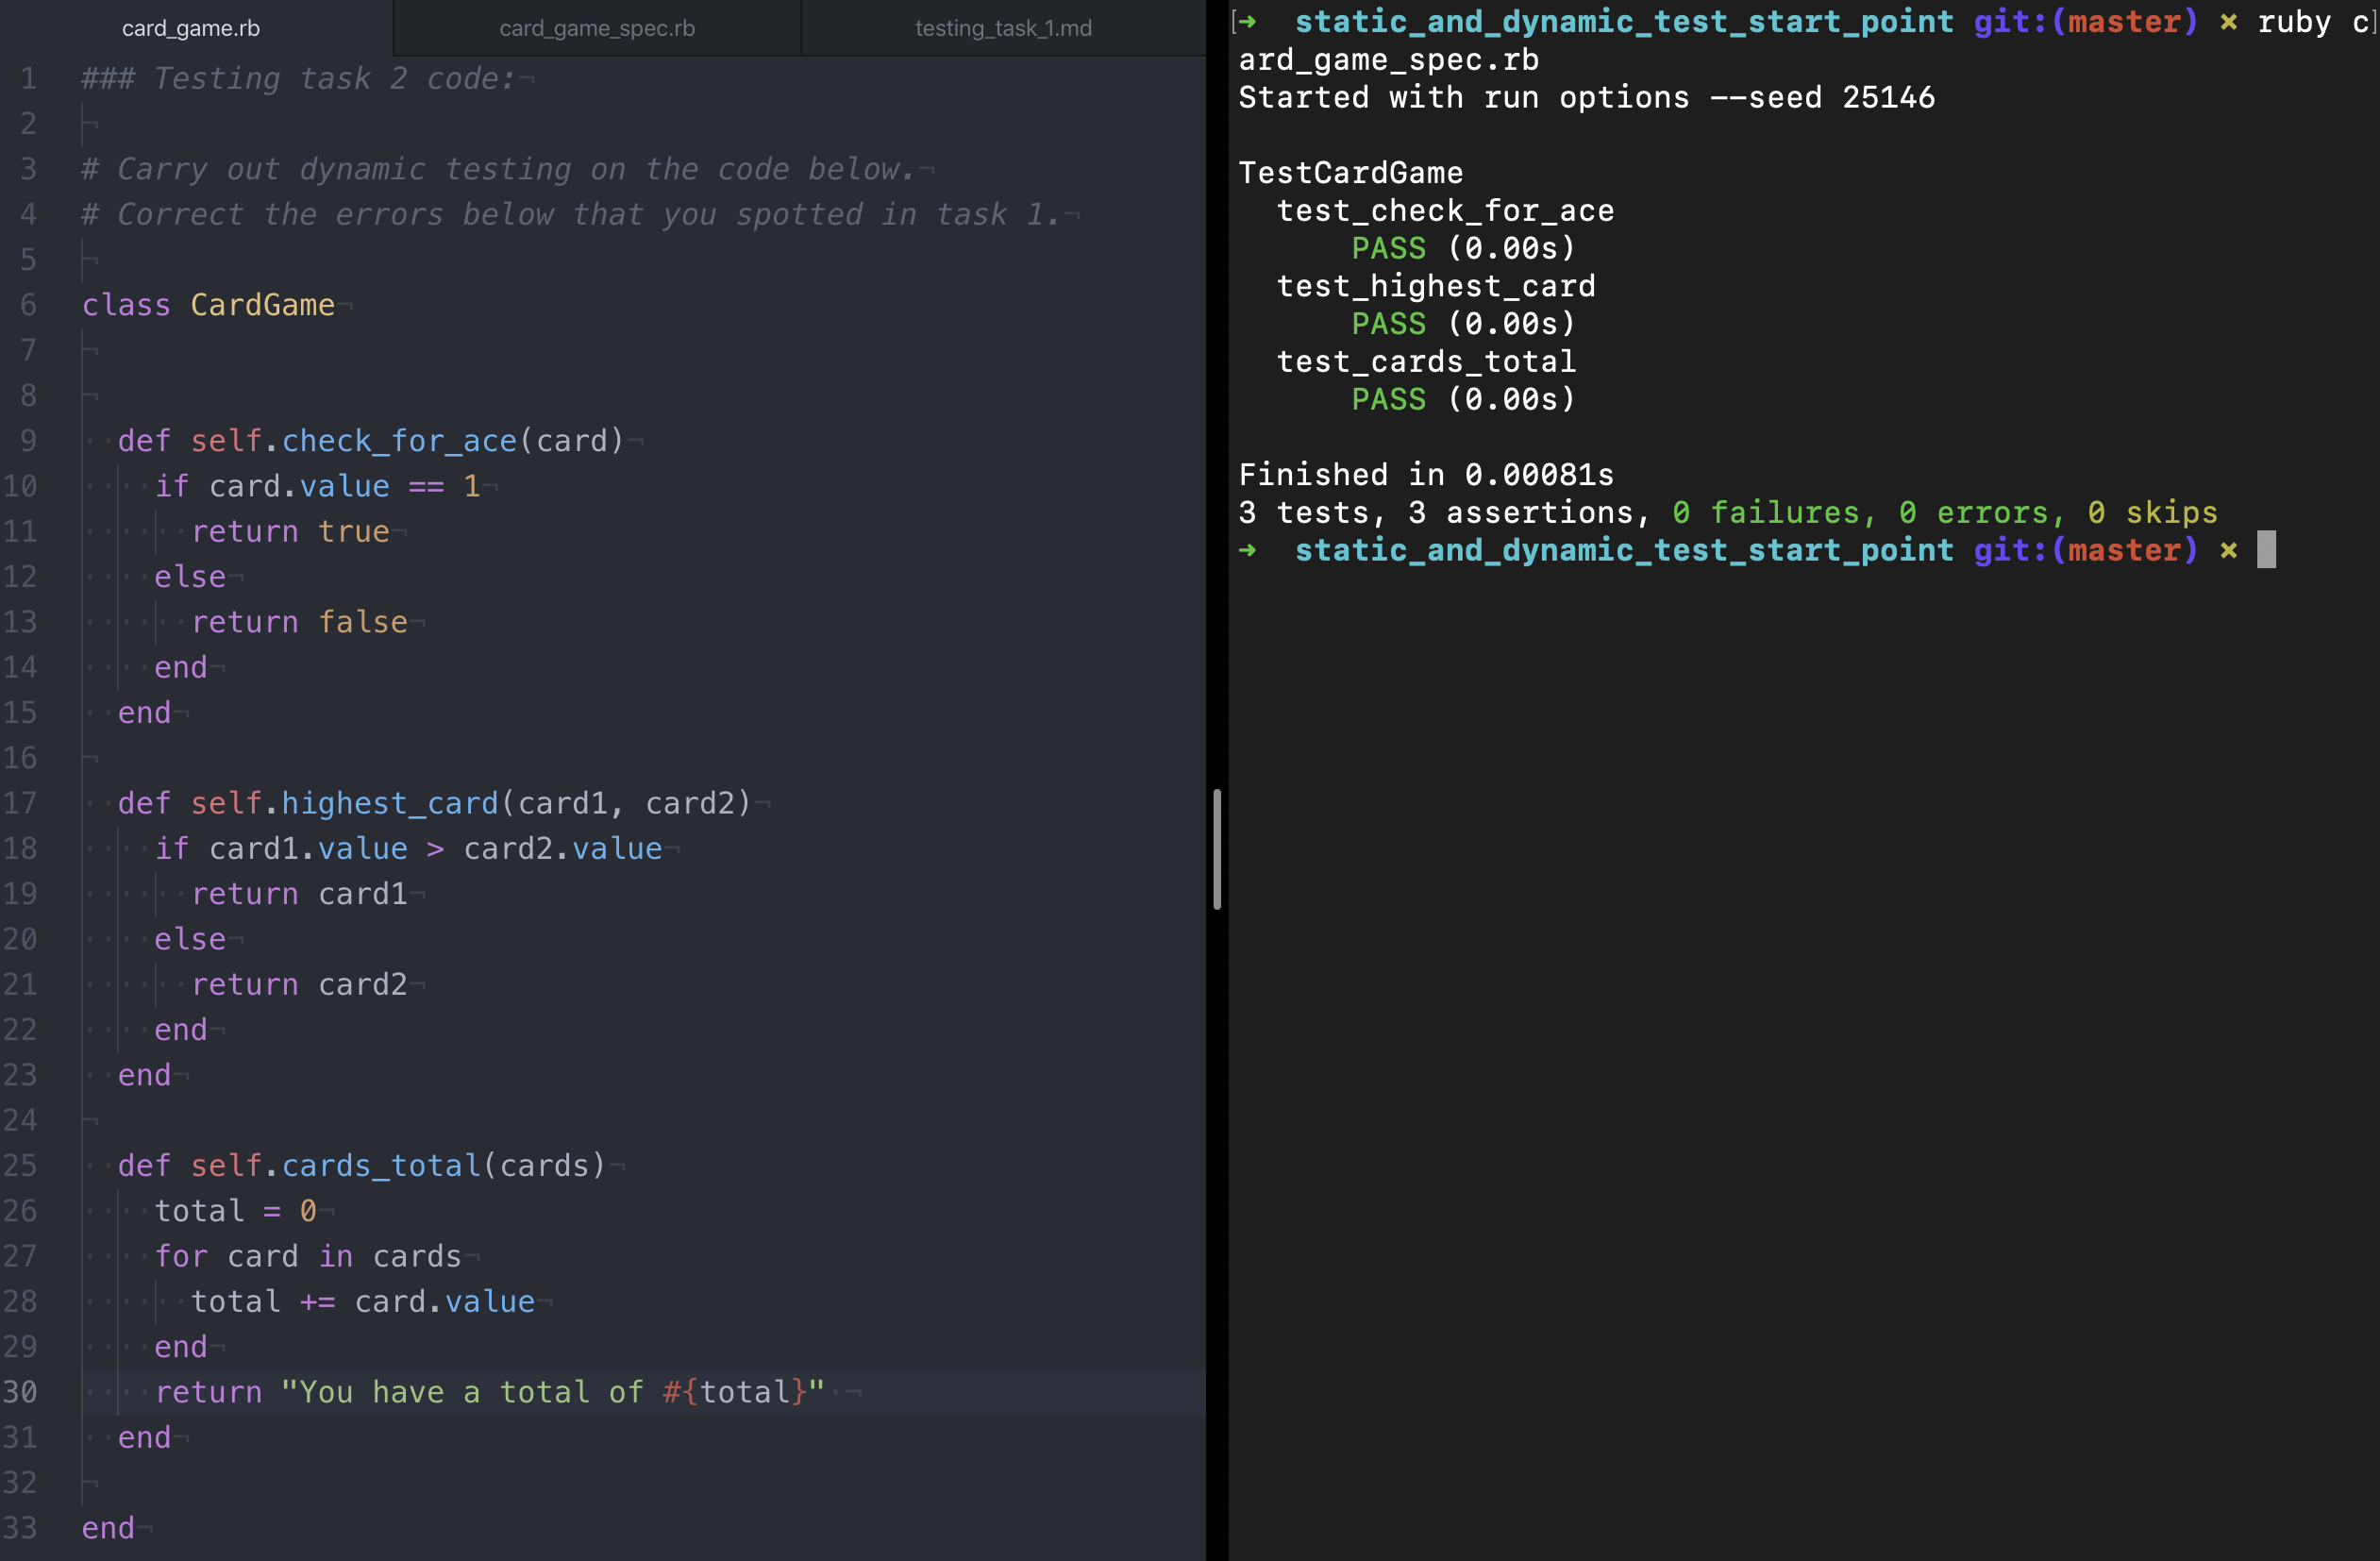 card_game.rb card_game_spec.rb testing_task_1.md
1 ### Testing task 2 code:¬
2 ¬
3 # Carry out dynamic testing on the code below.¬
4 # Correct the errors below that you spotted in task 1.¬
5 ¬
6 class CardGame¬
7 ¬
8 ¬
9 ··def self.check_for_ace(card)¬
10 ····if card.value == 1¬
11 ······return true¬
12 ····else¬
13 ······return false¬
14 ····end¬
15 ··end¬
16 ¬
17 ··def self.highest_card(card1, card2)¬
18 ····if card1.value > card2.value¬
19 ······return card1¬
20 ····else¬
21 ······return card2¬
22 ····end¬
23 ··end¬
24 ¬
25 ··def self.cards_total(cards)¬
26 ····total = 0¬
27 ····for card in cards¬
28 ······total += card.value¬
29 ····end¬
30 ····return "You have a total of #{total}"·¬
31 ··end¬
32 ¬
33 end¬
[➜  static_and_dynamic_test_start_point git:(master) ✗ ruby c]
ard_game_spec.rb
Started with run options --seed 25146
TestCardGame
  test_check_for_ace
      PASS (0.00s)
  test_highest_card
      PASS (0.00s)
  test_cards_total
      PASS (0.00s)
Finished in 0.00081s
3 tests, 3 assertions, 0 failures, 0 errors, 0 skips
➜  static_and_dynamic_test_start_point git:(master) ✗